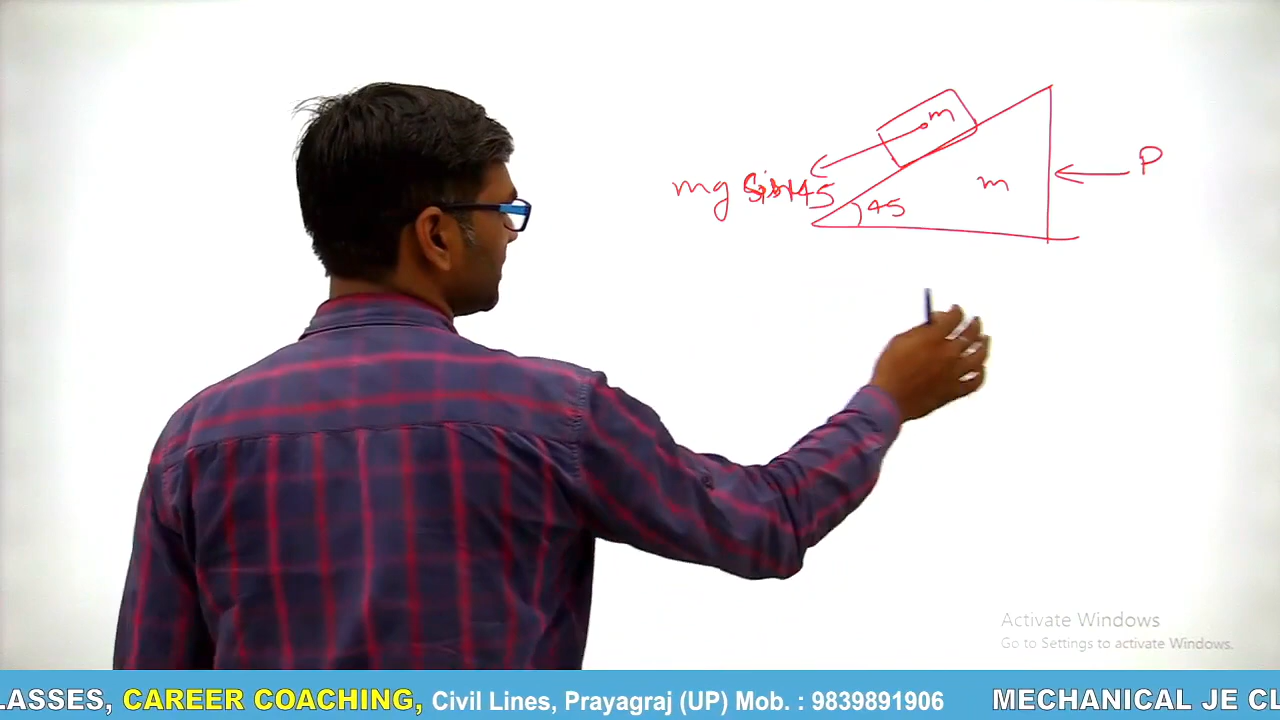 m
P
m
mg sin45
45
Activate Windows
Go to Settings to activate Windows.
LASSES, CAREER COACHING, Civil Lines, Prayagraj (UP) Mob. : 9839891906 MECHANICAL JE CL